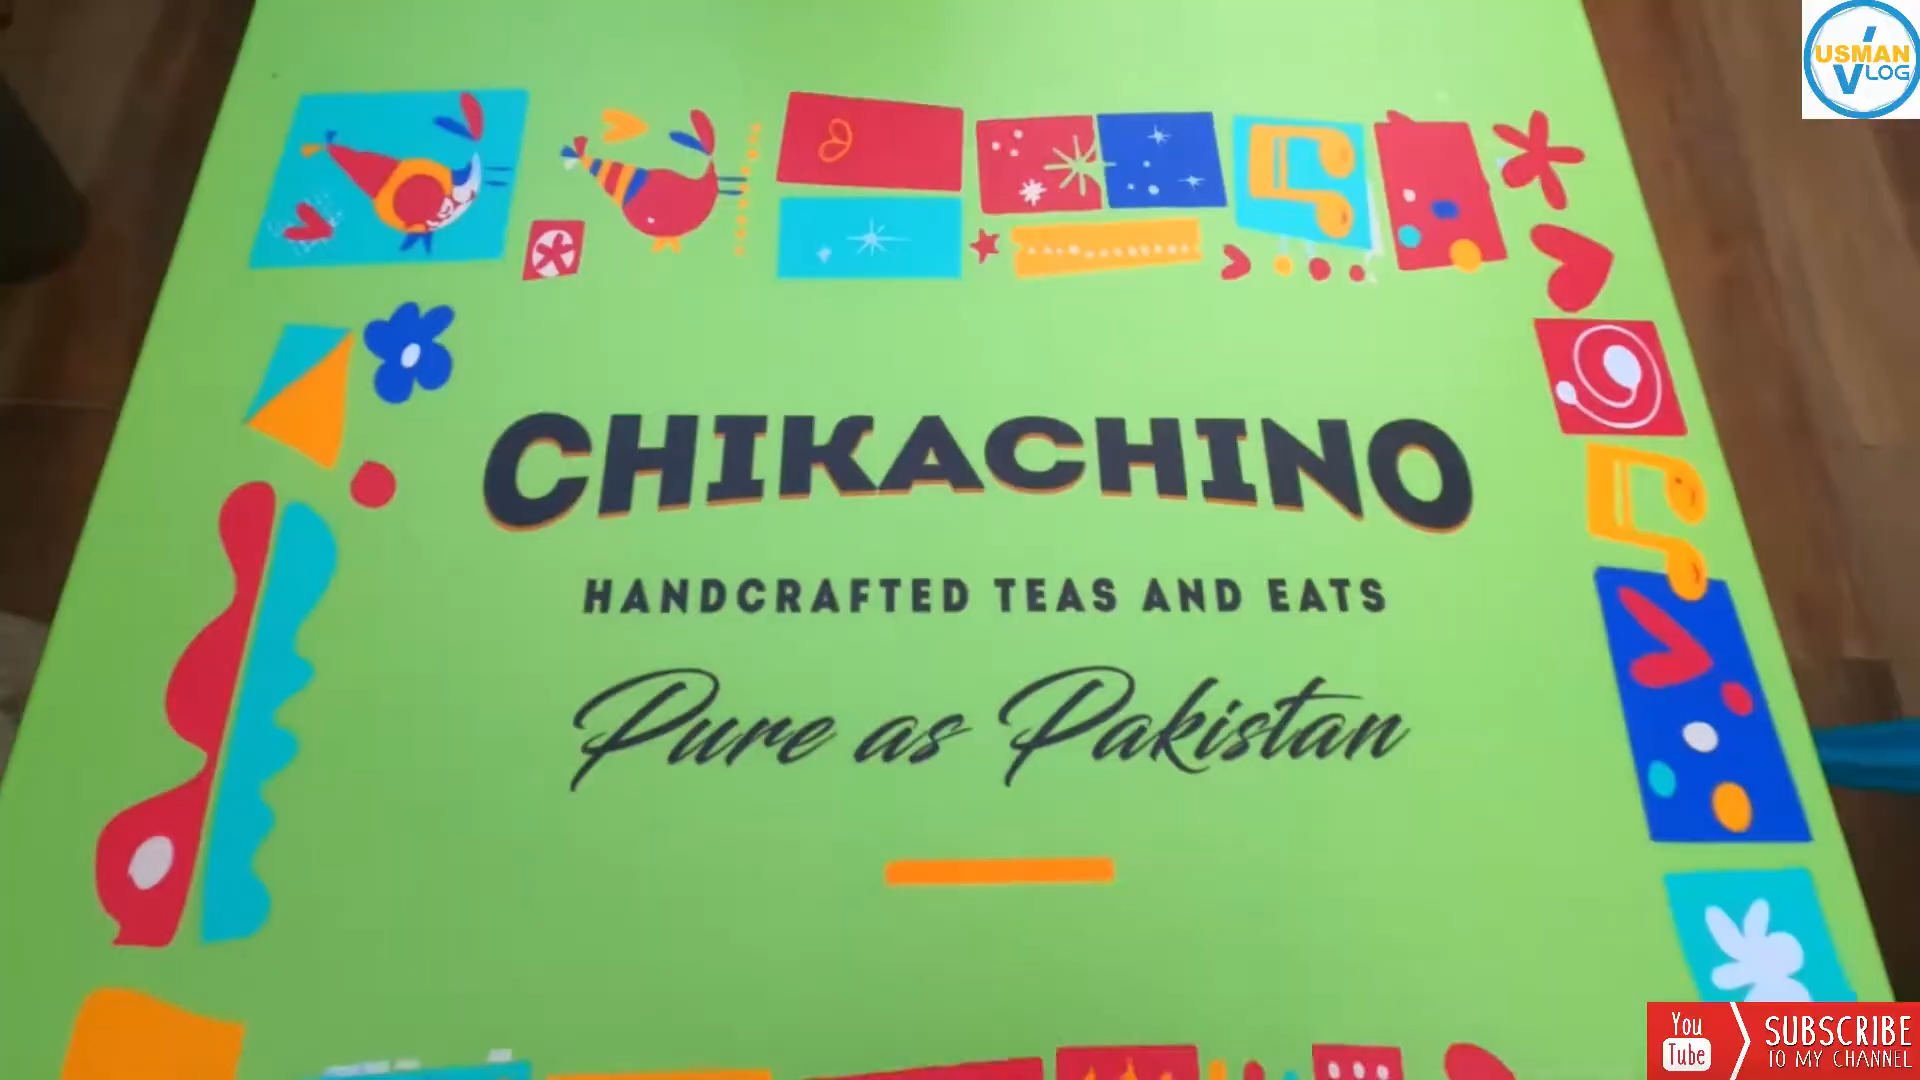 USMAN
VLOG
CHIKACHINO
HANDCRAFTED TEAS AND EATS
Pure as Pakistan
You
Tube
SUBSCRIBE
TO MY CHANNEL